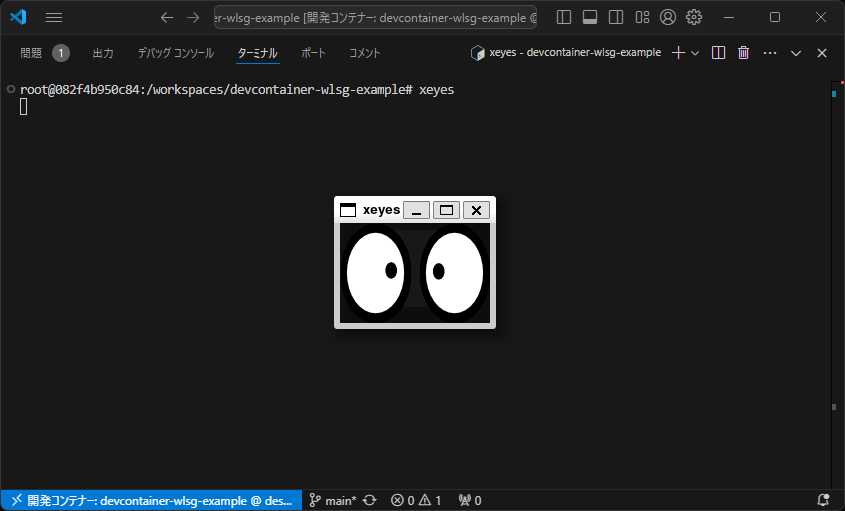 er-wlsg-example [開発コンテナー: devcontainer-wlsg-example @
問題 1 出力 デバッグ コンソール ターミナル ポート コメント xeyes - devcontainer-wlsg-example
root@082f4b950c84:/workspaces/devcontainer-wlsg-example# xeyes
xeyes
開発コンテナー: devcontainer-wlsg-example @ des... main* 0 1 0